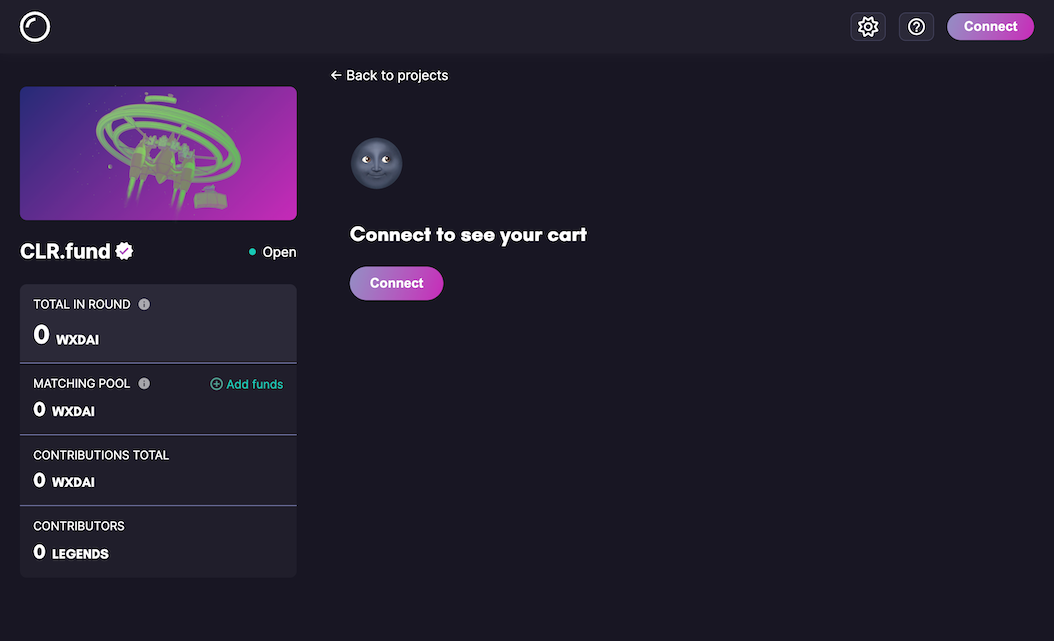 Connect
← Back to projects
CLR.fund
Open
TOTAL IN ROUND
0 WXDAI
MATCHING POOL
Add funds
0 WXDAI
CONTRIBUTIONS TOTAL
0 WXDAI
CONTRIBUTORS
0 LEGENDS
Connect to see your cart
Connect